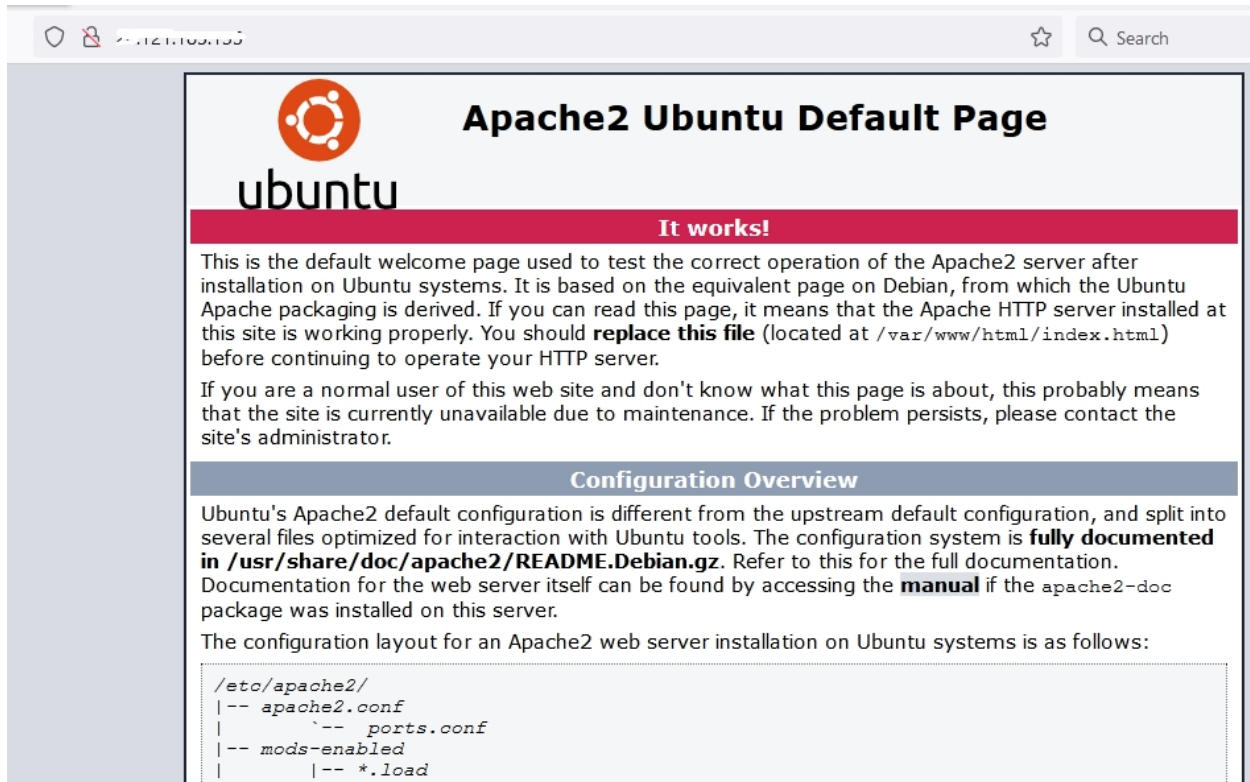 Search
Apache2 Ubuntu Default Page
ubuntu
It works!
This is the default welcome page used to test the correct operation of the Apache2 server after
installation on Ubuntu systems. It is based on the equivalent page on Debian, from which the Ubuntu
Apache packaging is derived. If you can read this page, it means that the Apache HTTP server installed at
this site is working properly. You should replace this file (located at /var/www/html/index.html)
before continuing to operate your HTTP server.
If you are a normal user of this web site and don't know what this page is about, this probably means
that the site is currently unavailable due to maintenance. If the problem persists, please contact the
site's administrator.
Configuration Overview
Ubuntu's Apache2 default configuration is different from the upstream default configuration, and split into
several files optimized for interaction with Ubuntu tools. The configuration system is fully documented
in /usr/share/doc/apache2/README.Debian.gz. Refer to this for the full documentation.
Documentation for the web server itself can be found by accessing the manual if the apache2-doc
package was installed on this server.
The configuration layout for an Apache2 web server installation on Ubuntu systems is as follows:
/etc/apache2/
|-- apache2.conf
|       `--  ports.conf
|-- mods-enabled
|       |-- *.load